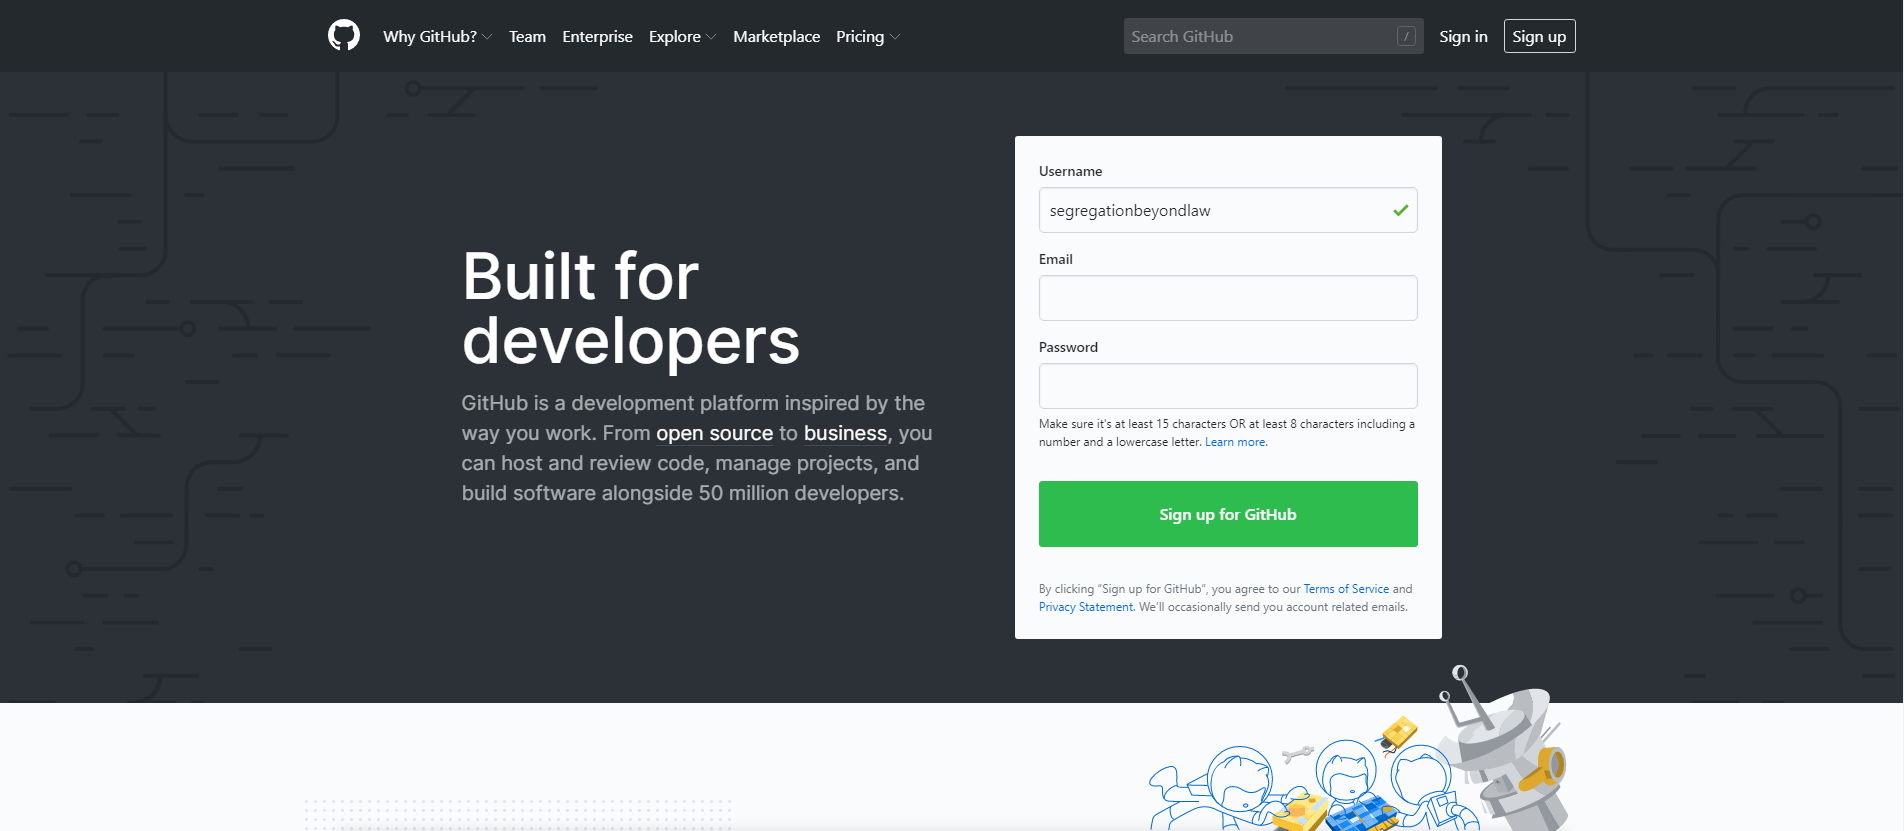 Why GitHub? Team Enterprise Explore Marketplace Pricing Search GitHub / Sign in Sign up
Built for
developers
GitHub is a development platform inspired by the
way you work. From open source to business, you
can host and review code, manage projects, and
build software alongside 50 million developers.
Username
segregationbeyondlaw
Email
Password
Make sure it's at least 15 characters OR at least 8 characters including a
number and a lowercase letter. Learn more.
Sign up for GitHub
By clicking “Sign up for GitHub”, you agree to our Terms of Service and
Privacy Statement. We’ll occasionally send you account related emails.